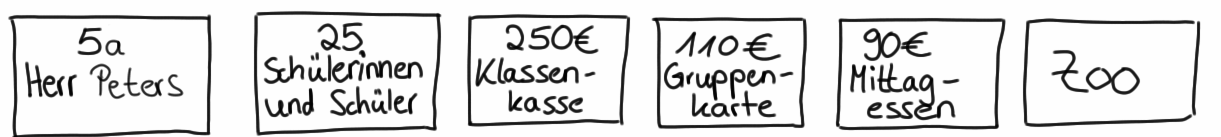 5a
Herr Peters
25
Schülerinnen
und Schüler
250€
Klassen-
kasse
110€
Gruppen-
karte
90€
Mittag-
essen
Zoo